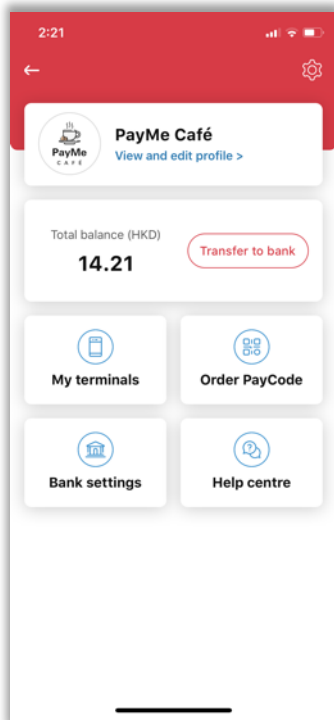 2:21
PayMe
CAFÉ
PayMe Café
View and edit profile >
Total balance (HKD)
14.21
Transfer to bank
My terminals
Order PayCode
Bank settings
Help centre